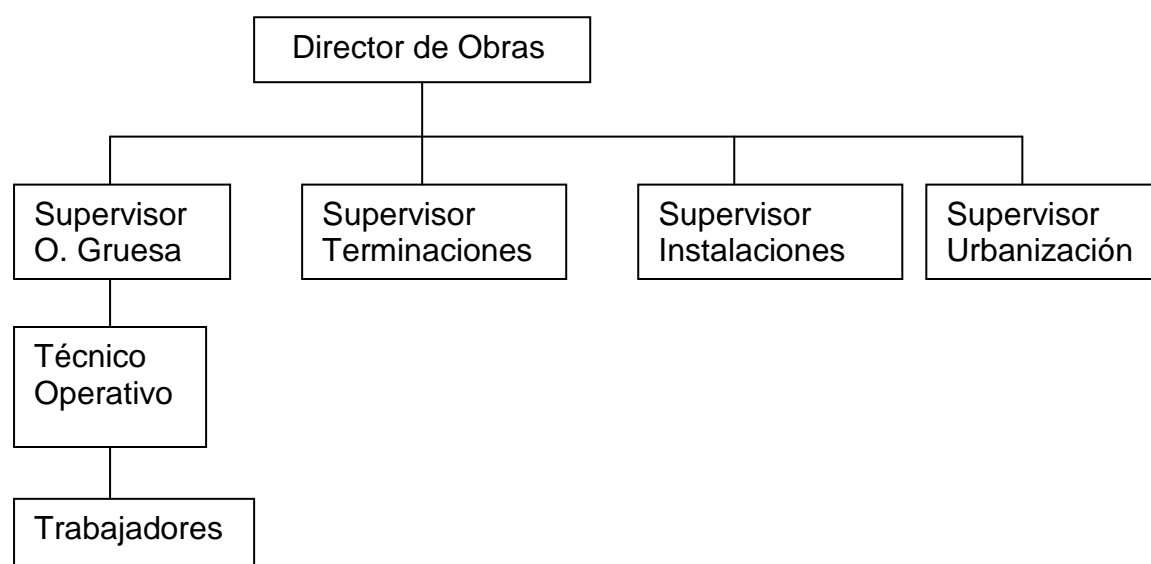 Director de Obras
Supervisor
O. Gruesa
Supervisor
Terminaciones
Supervisor
Instalaciones
Supervisor
Urbanización
Técnico
Operativo
Trabajadores